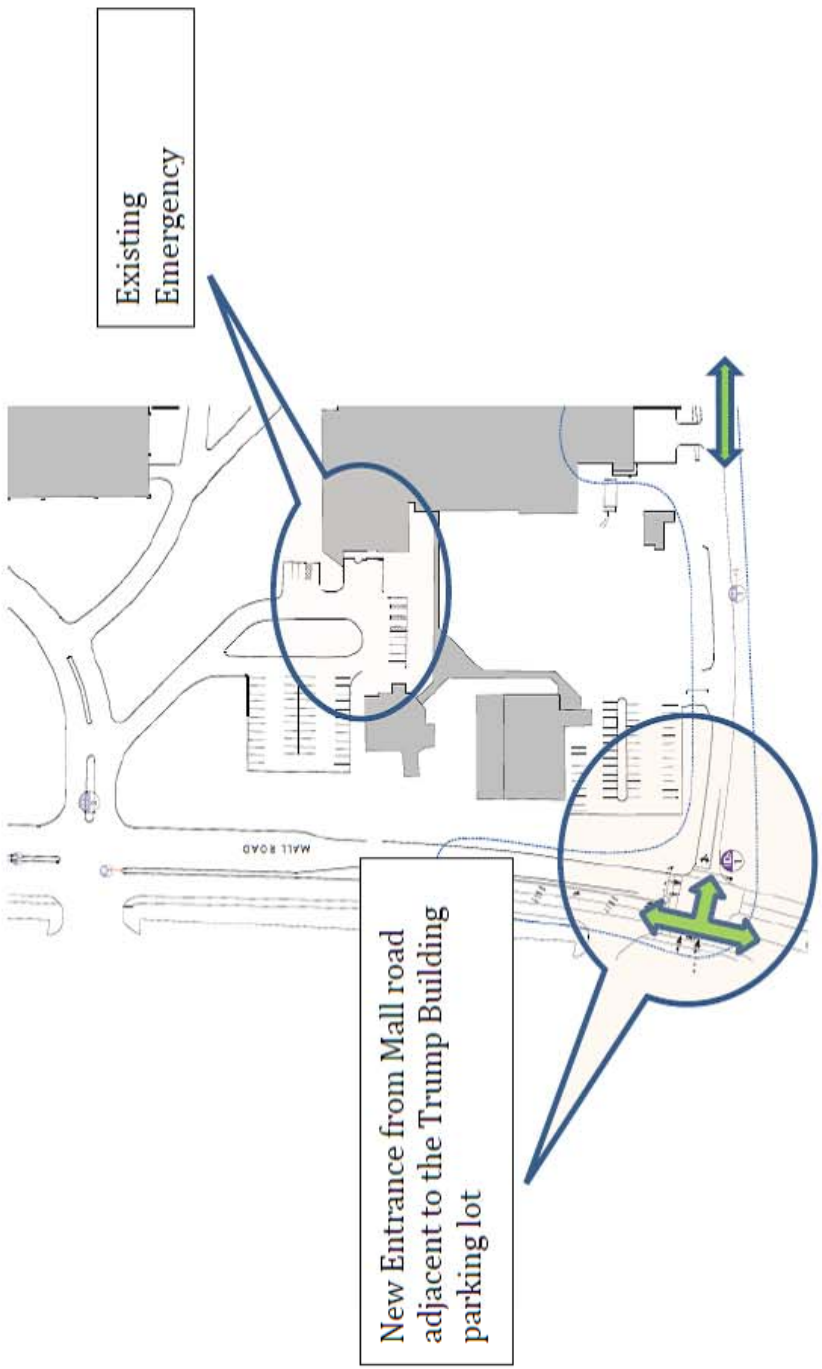 Existing
Emergency
MALL ROAD
New Entrance from Mall road
adjacent to the Trump Building
parking lot